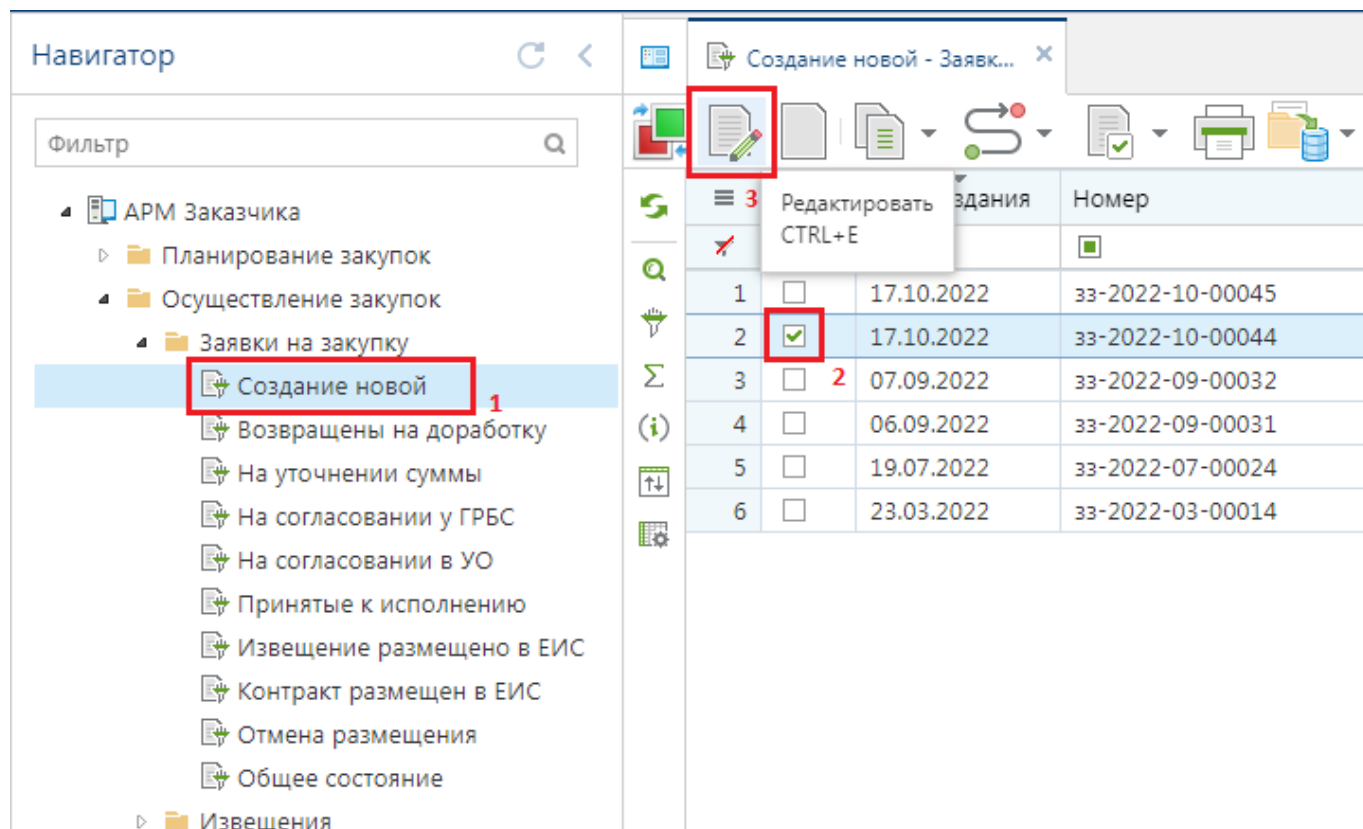 Навигатор
Создание новой - Заявк...
Фильтр
АРМ Заказчика
Планирование закупок
Осуществление закупок
Заявки на закупку
Создание новой
1
Возвращены на доработку
На уточнении суммы
На согласовании у ГРБС
На согласовании в УО
Принятые к исполнению
Извещение размещено в ЕИС
Контракт размещен в ЕИС
Отмена размещения
Общее состояние
Извещения
3
Редактировать
CTRL+E
здания
Номер
1 17.10.2022 зз-2022-10-00045
2 17.10.2022 зз-2022-10-00044
3 2 07.09.2022 зз-2022-09-00032
4 06.09.2022 зз-2022-09-00031
5 19.07.2022 зз-2022-07-00024
6 23.03.2022 зз-2022-03-00014